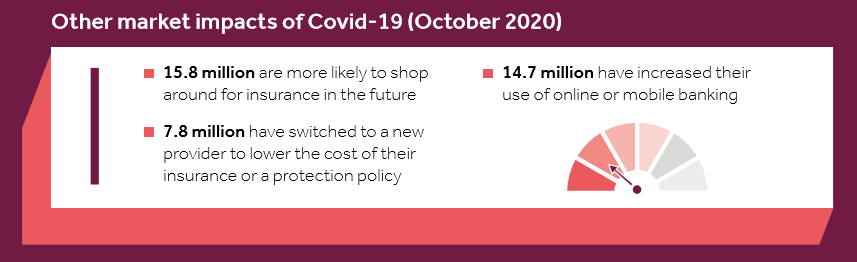 Other market impacts of Covid-19 (October 2020)
15.8 million are more likely to shop
around for insurance in the future
7.8 million have switched to a new
provider to lower the cost of their
insurance or a protection policy
14.7 million have increased their
use of online or mobile banking